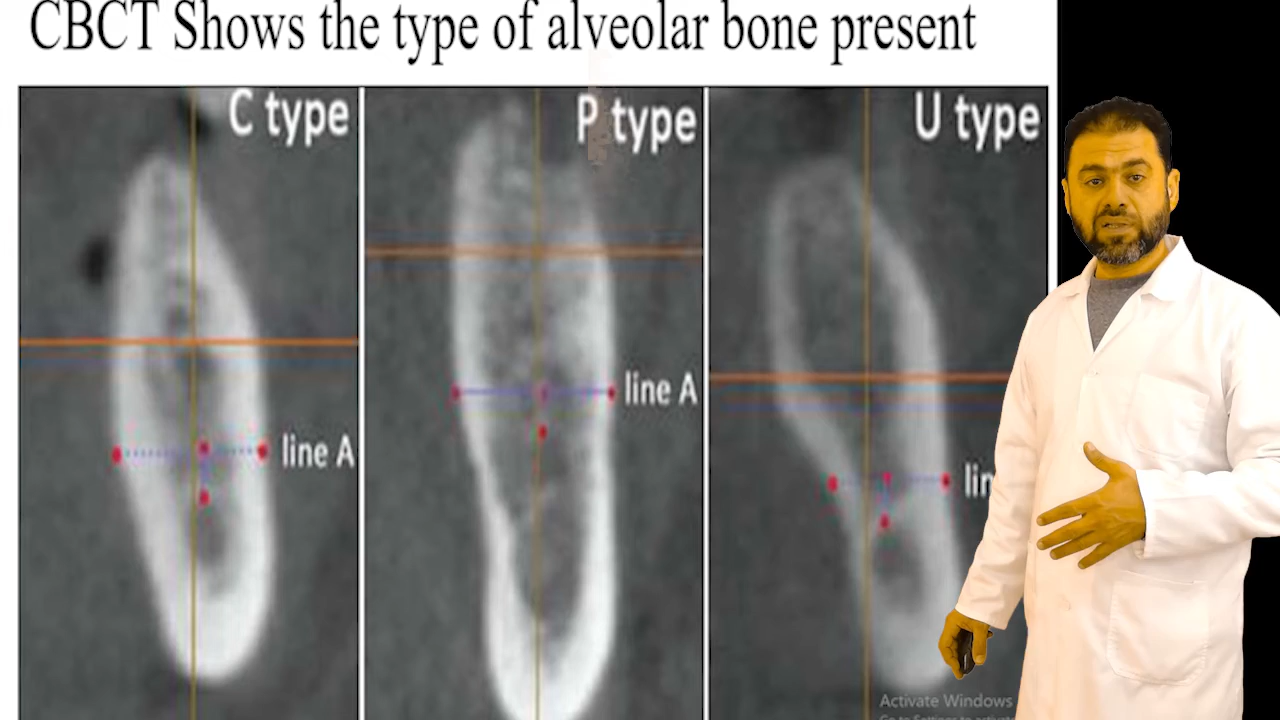 CBCT Shows the type of alveolar bone present
C type
P type
U type
line A
line A
Activate Windows